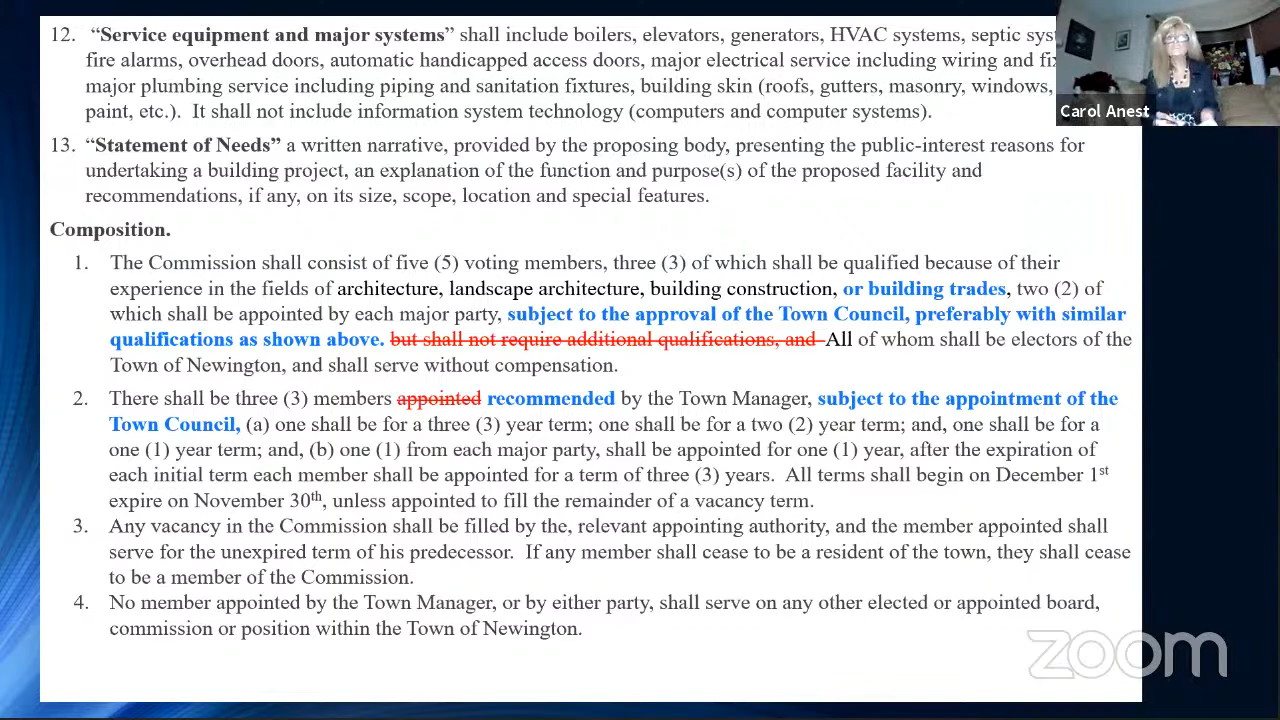 12. “Service equipment and major systems” shall include boilers, elevators, generators, HVAC systems, septic
fire alarms, overhead doors, automatic handicapped access doors, major electrical service including wiring and
major plumbing service including piping and sanitation fixtures, building skin (roofs, gutters, masonry, windows,
paint, etc.). It shall not include information system technology (computers and computer systems).
Carol Anest
13. “Statement of Needs” a written narrative, provided by the proposing body, presenting the public-interest reasons for
undertaking a building project, an explanation of the function and purpose(s) of the proposed facility and
recommendations, if any, on its size, scope, location and special features.
Composition.
1. The Commission shall consist of five (5) voting members, three (3) of which shall be qualified because of their
experience in the fields of architecture, landscape architecture, building construction, or building trades, two (2) of
which shall be appointed by each major party, subject to the approval of the Town Council, preferably with similar
qualifications as shown above. but shall not require additional qualifications, and All of whom shall be electors of the
Town of Newington, and shall serve without compensation.
2. There shall be three (3) members appointed recommended by the Town Manager, subject to the appointment of the
Town Council, (a) one shall be for a three (3) year term; one shall be for a two (2) year term; and, one shall be for a
one (1) year term; and, (b) one (1) from each major party, shall be appointed for one (1) year, after the expiration of
each initial term each member shall be appointed for a term of three (3) years. All terms shall begin on December 1st
expire on November 30th, unless appointed to fill the remainder of a vacancy term.
3. Any vacancy in the Commission shall be filled by the, relevant appointing authority, and the member appointed shall
serve for the unexpired term of his predecessor. If any member shall cease to be a resident of the town, they shall cease
to be a member of the Commission.
4. No member appointed by the Town Manager, or by either party, shall serve on any other elected or appointed board,
commission or position within the Town of Newington.
zoom